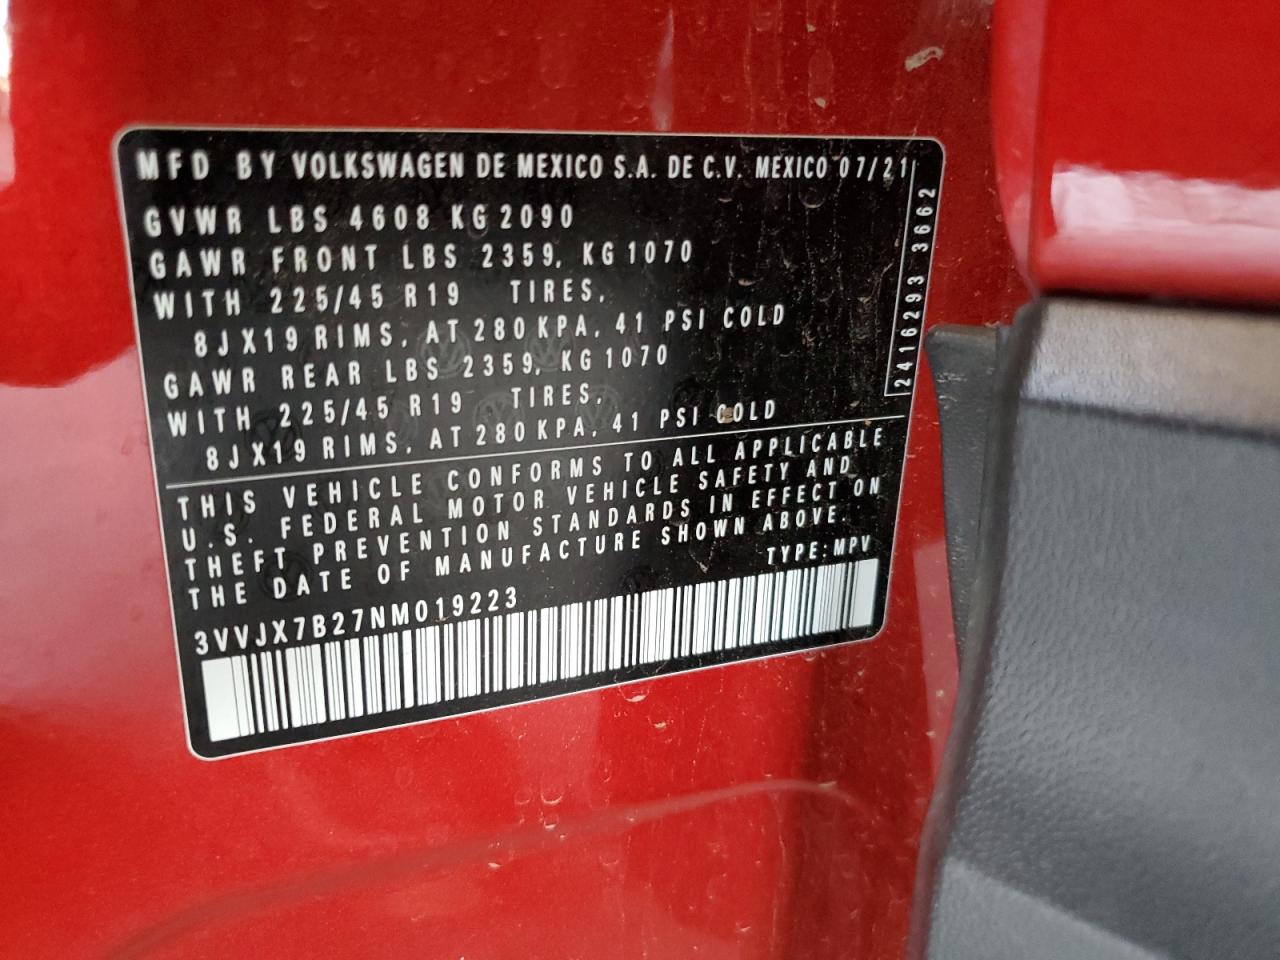 MFD BY VOLKSWAGEN DE MEXICO S.A. DE C.V. MEXICO 07/21
GVWR LBS 4608 KG 2090
GAWR FRONT LBS 2359, KG 1070
WITH 225/45 R19 TIRES,
8JX19 RIMS, AT 280 KPA, 41 PSI COLD
GAWR REAR LBS 2359, KG 1070
WITH 225/45 R19 TIRES,
8JX19 RIMS, AT 280 KPA, 41 PSI COLD
2416293 3662
THIS VEHICLE CONFORMS TO ALL APPLICABLE
U.S. FEDERAL MOTOR VEHICLE SAFETY AND
THEFT PREVENTION STANDARDS IN EFFECT ON
THE DATE OF MANUFACTURE SHOWN ABOVE.
TYPE: MPV
3VVJX7B27NM019223